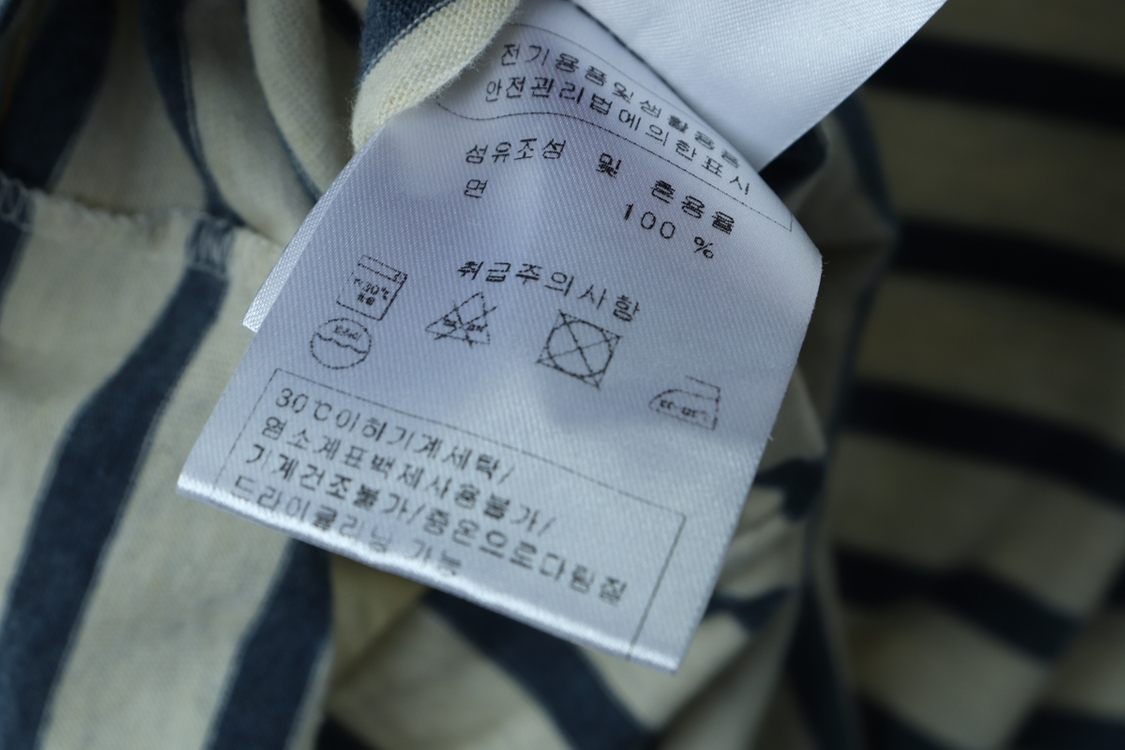 전기용품및생활용품
안전관리법에의한표시
섬유조성 및 혼용율
면 100 %
취급주의사항
30℃이하기계세탁/
염소계표백제사용불가/
기계건조불가/중온으로다림질
드라이클리닝 가능